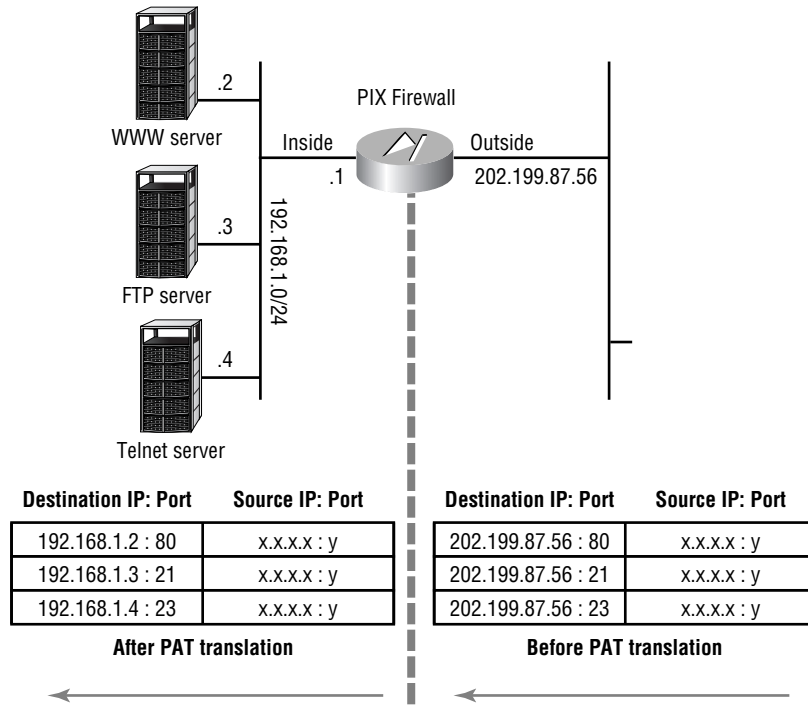 .2
PIX Firewall
WWW server
Inside
Outside
.1
202.199.87.56
.3
192.168.1.0/24
FTP server
.4
Telnet server
Destination IP: Port Source IP: Port
192.168.1.2 : 80 x.x.x.x : y
192.168.1.3 : 21 x.x.x.x : y
192.168.1.4 : 23 x.x.x.x : y
After PAT translation
Destination IP: Port Source IP: Port
202.199.87.56 : 80 x.x.x.x : y
202.199.87.56 : 21 x.x.x.x : y
202.199.87.56 : 23 x.x.x.x : y
Before PAT translation